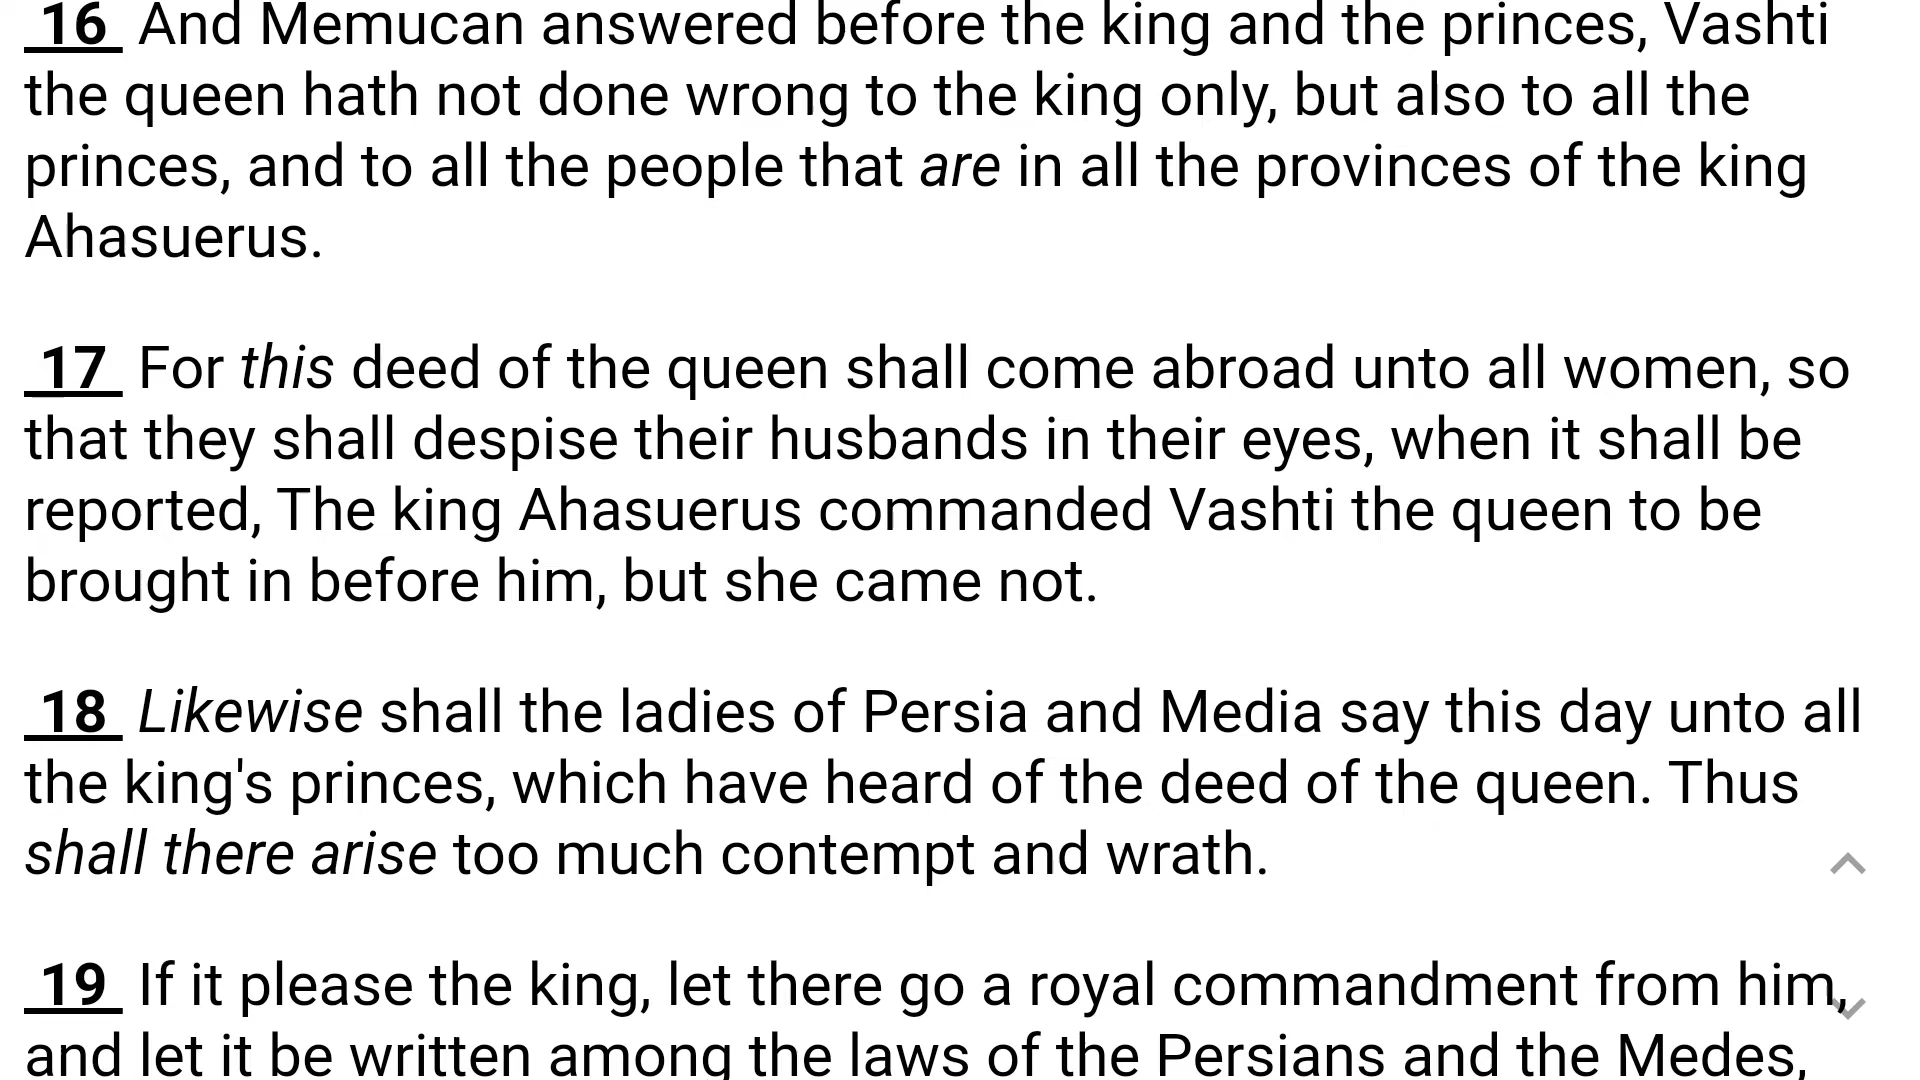 16 And Memucan answered before the king and the princes, Vashti
the queen hath not done wrong to the king only, but also to all the
princes, and to all the people that are in all the provinces of the king
Ahasuerus.
17 For this deed of the queen shall come abroad unto all women, so
that they shall despise their husbands in their eyes, when it shall be
reported, The king Ahasuerus commanded Vashti the queen to be
brought in before him, but she came not.
18 Likewise shall the ladies of Persia and Media say this day unto all
the king's princes, which have heard of the deed of the queen. Thus
shall there arise too much contempt and wrath.
19 If it please the king, let there go a royal commandment from him,
and let it be written among the laws of the Persians and the Medes,